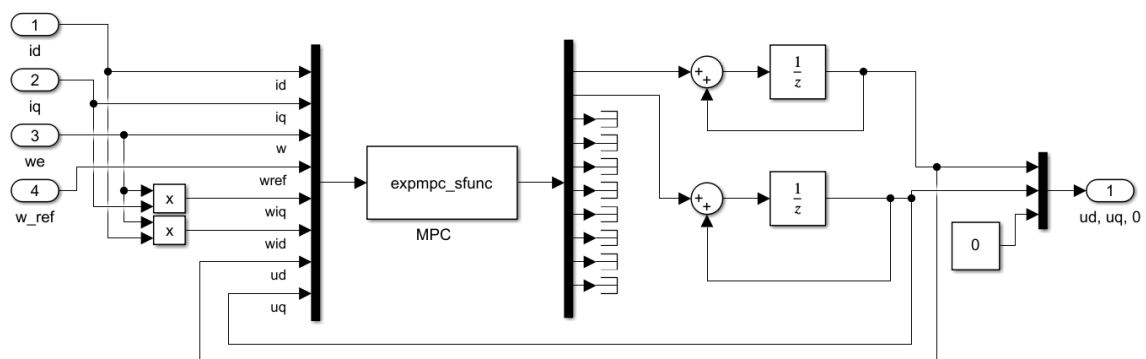 1
id
2
iq
3
we
4
w_ref
x
x
id
iq
w
wref
wiq
wid
ud
uq
expmpc_sfunc
MPC
+
+
1
z
+
+
1
z
0
1
ud, uq, 0